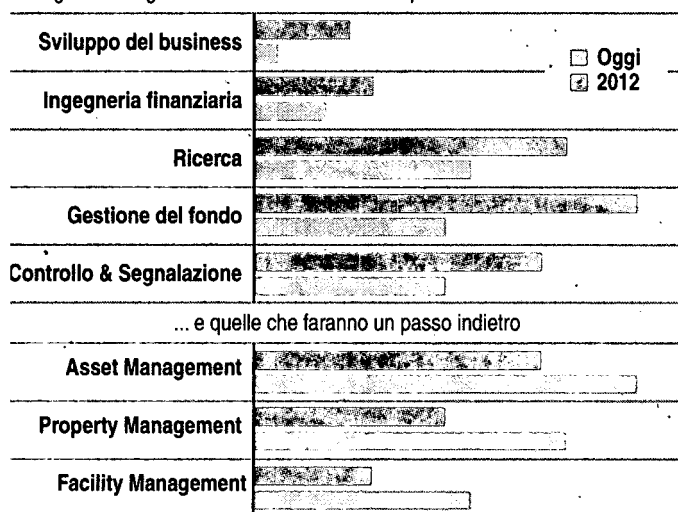 Sviluppo del business
Oggi
2012
Ingegneria finanziaria
Ricerca
Gestione del fondo
Controllo & Segnalazione
... e quelle che faranno un passo indietro
Asset Management
Property Management
Facility Management